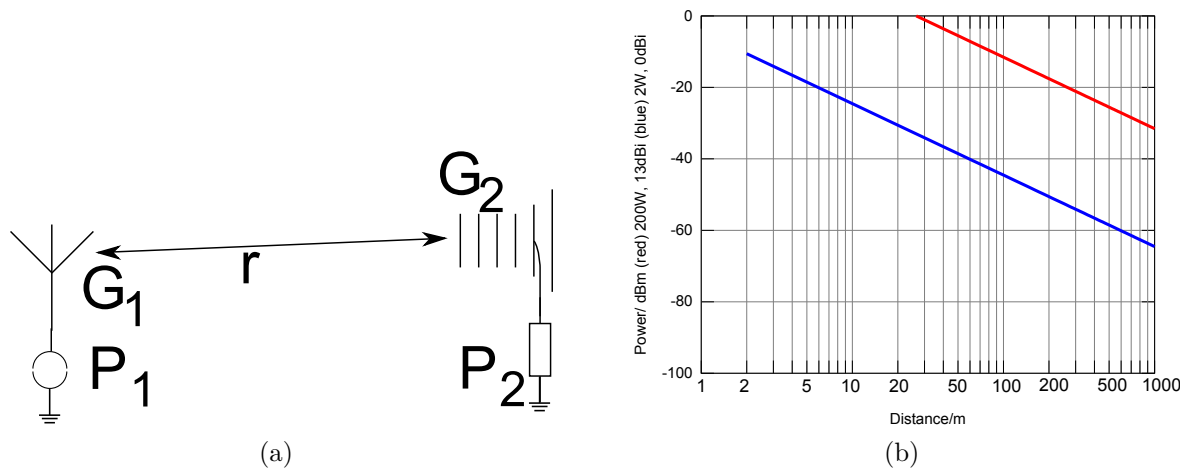 G1
r
G2
P1
P2
(a)
Power/ dBm (red) 200W, 13dBi (blue) 2W, 0dBi
0
-20
-40
-60
-80
-100
1 2 5 10 20 50 100 200 500 1000
Distance/m
(b)